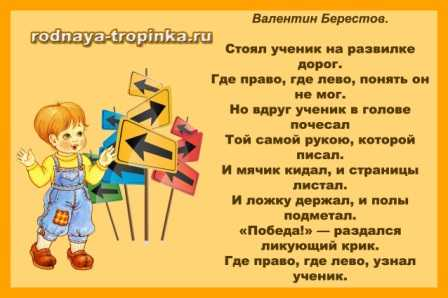 rodnaya-tropinka.ru
Валентин Берестов.
Стоял ученик на развилке
дорог.
Где право, где лево, понять он
не мог.
Но вдруг ученик в голове
почесал
Той самой рукою, которой
писал.
И мячик кидал, и страницы
листал.
И ложку держал, и полы
подметал.
«Победа!» — раздался
ликующий крик.
Где право, где лево, узнал
ученик.